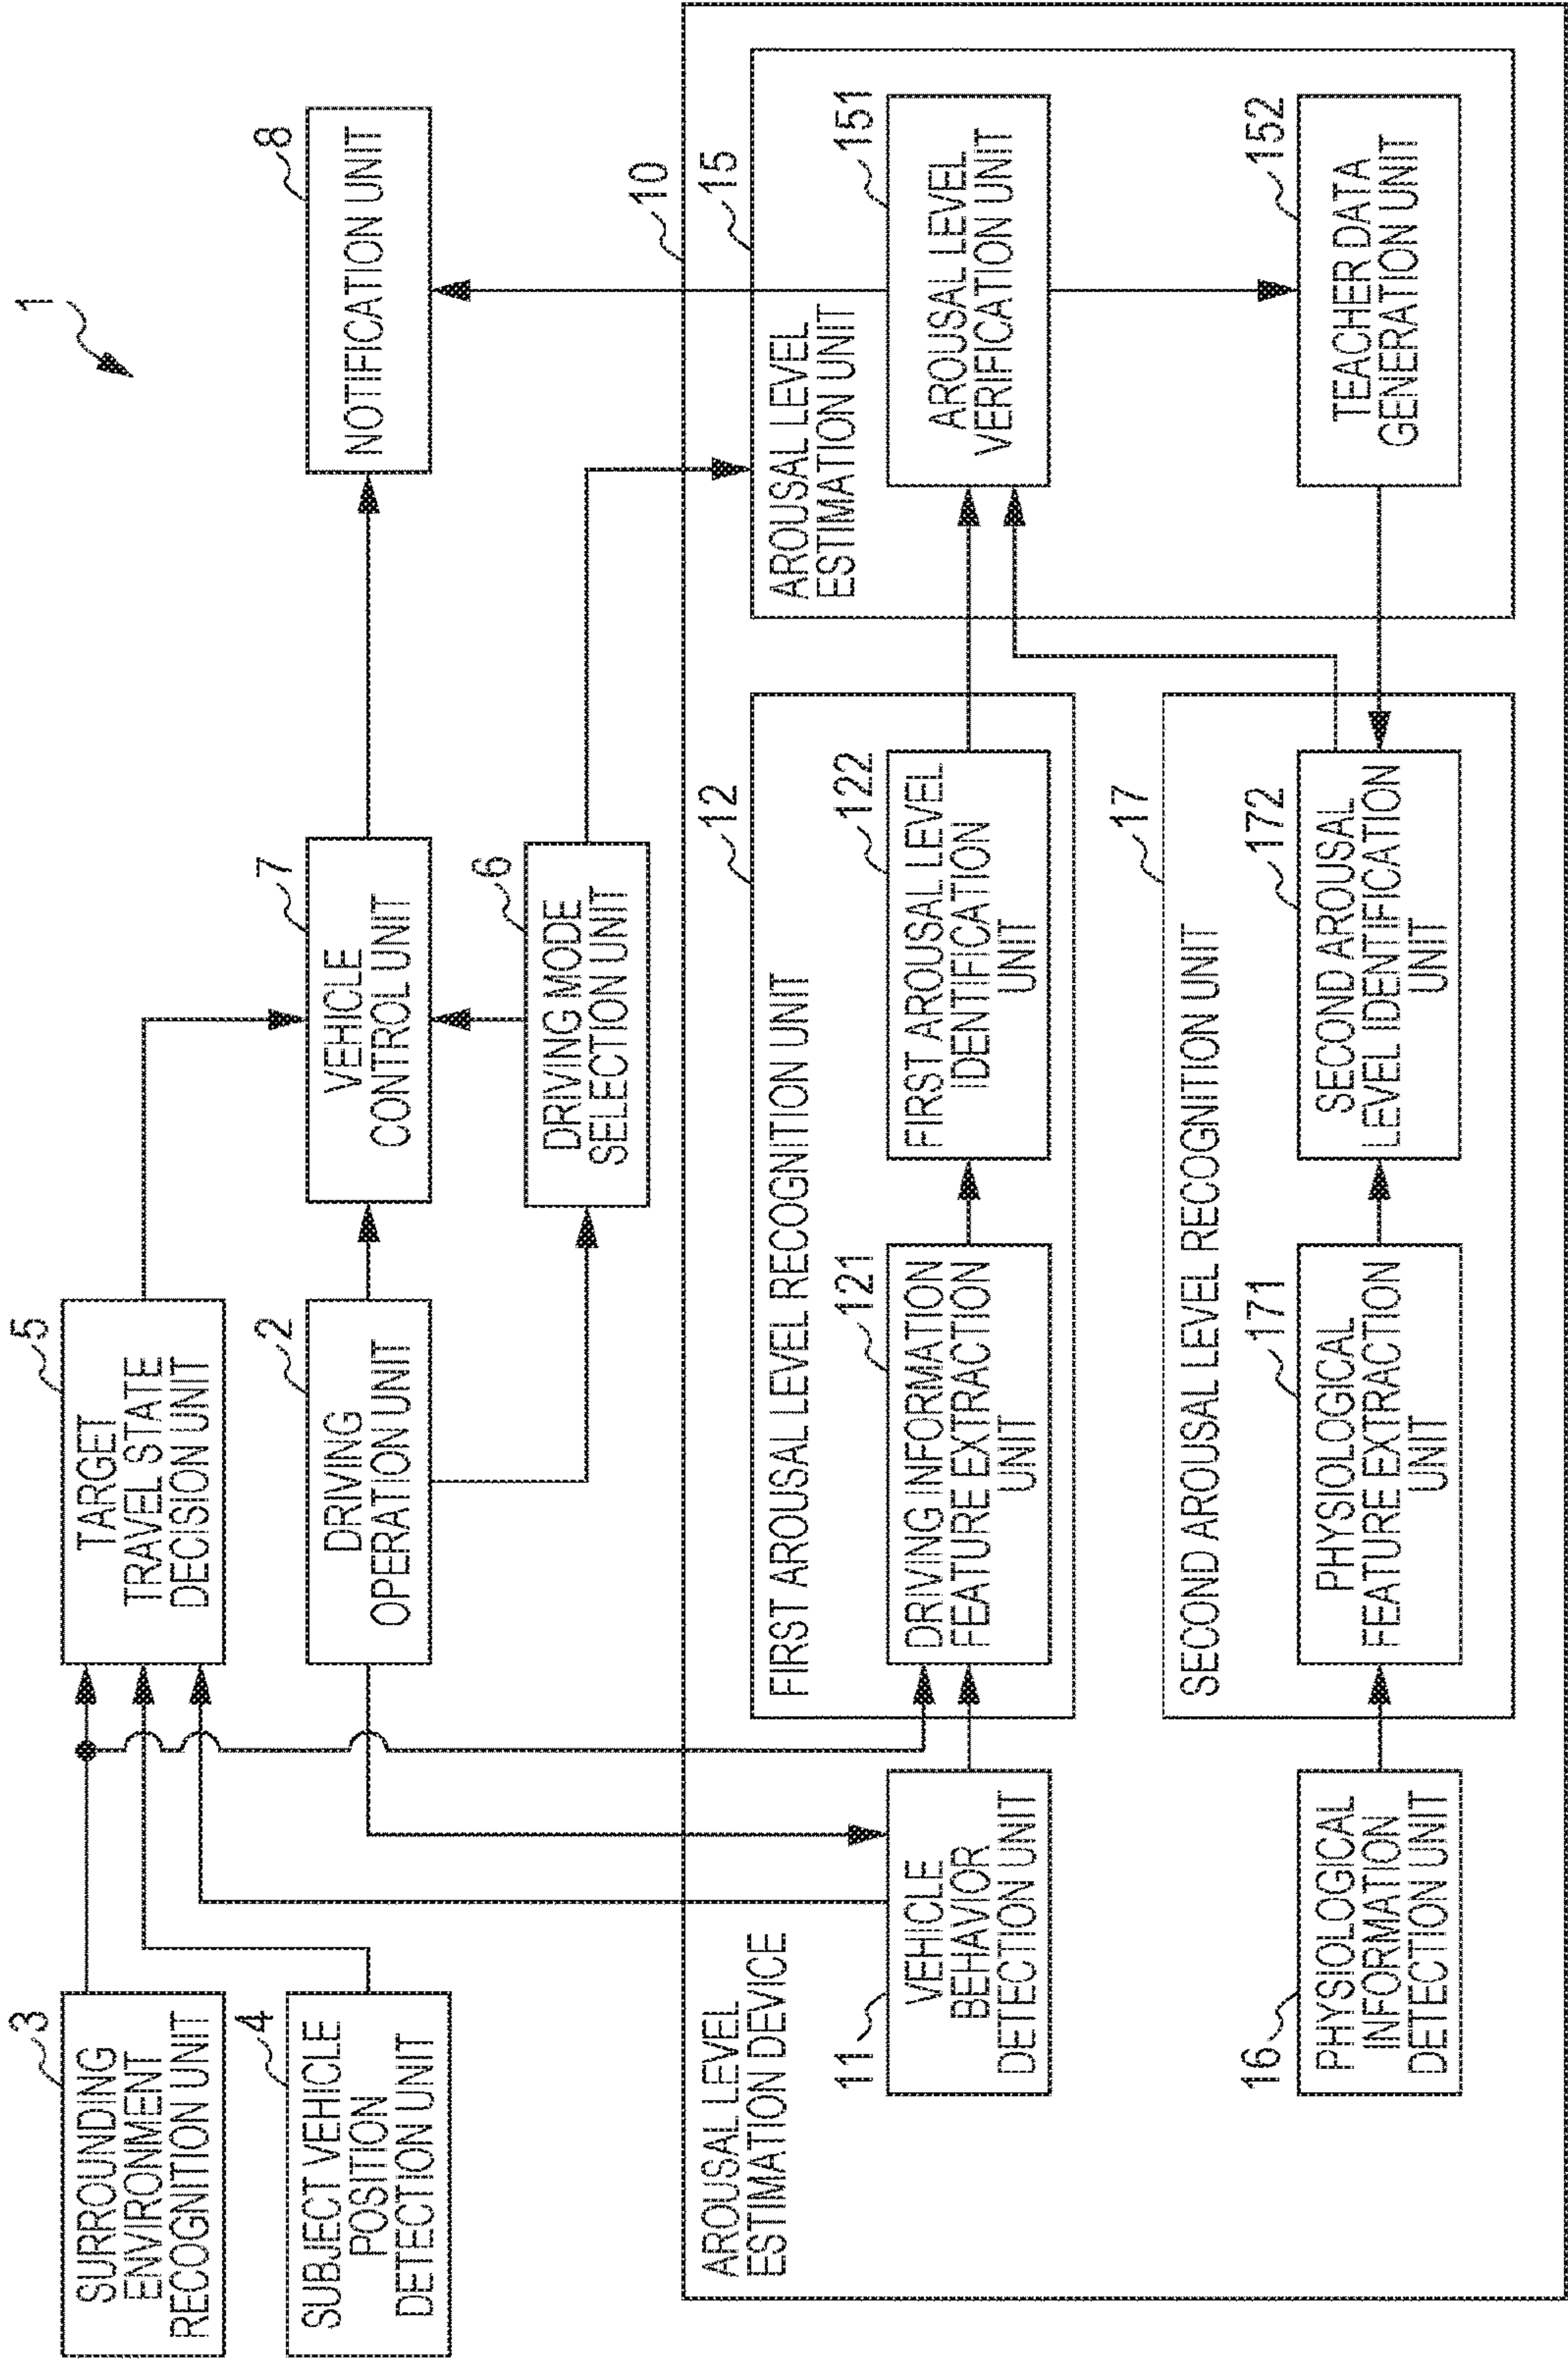 1
3
SURROUNDING
ENVIRONMENT
RECOGNITION UNIT
4
SUBJECT VEHICLE
POSITION
DETECTION UNIT
5
TARGET
TRAVEL STATE
DECISION UNIT
2
DRIVING
OPERATION UNIT
7
VEHICLE
CONTROL UNIT
6
DRIVING MODE
SELECTION UNIT
8
NOTIFICATION UNIT
10
AROUSAL LEVEL
ESTIMATION DEVICE
11
VEHICLE
BEHAVIOR
DETECTION UNIT
16
PHYSIOLOGICAL
INFORMATION
DETECTION UNIT
12
FIRST AROUSAL LEVEL RECOGNITION UNIT
121
DRIVING INFORMATION
FEATURE EXTRACTION
UNIT
122
FIRST AROUSAL LEVEL
IDENTIFICATION
UNIT
17
SECOND AROUSAL LEVEL RECOGNITION UNIT
171
PHYSIOLOGICAL
FEATURE EXTRACTION
UNIT
172
SECOND AROUSAL
LEVEL IDENTIFICATION
UNIT
15
AROUSAL LEVEL
ESTIMATION UNIT
151
AROUSAL LEVEL
VERIFICATION UNIT
152
TEACHER DATA
GENERATION UNIT